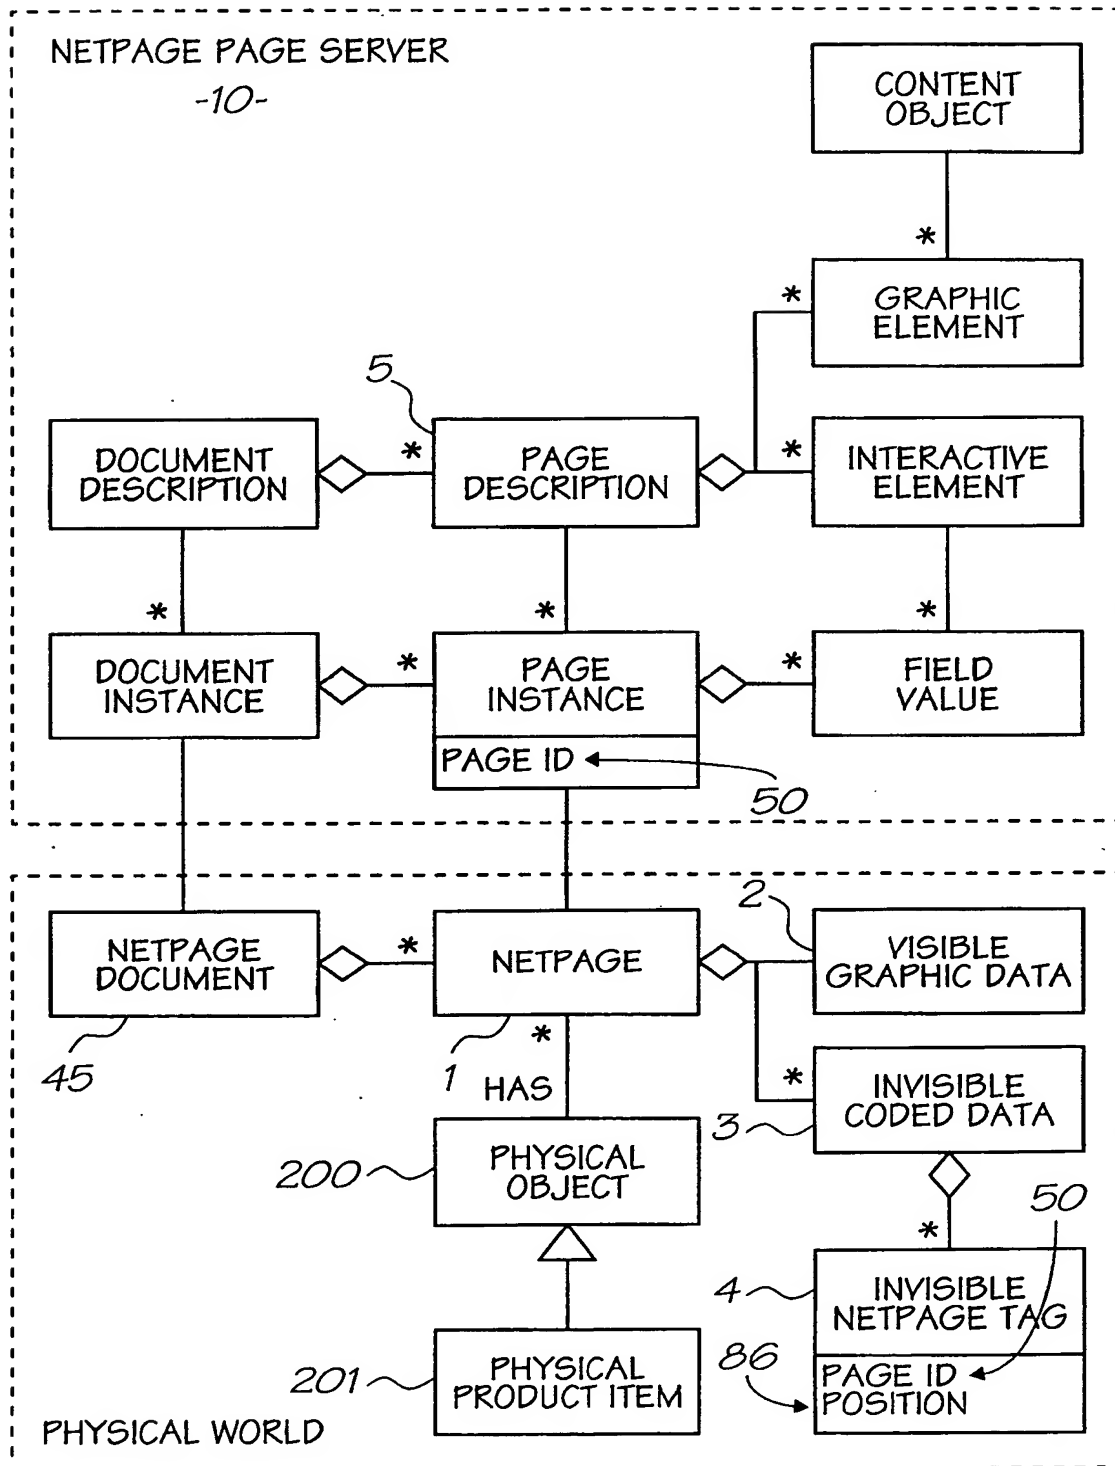 NETPAGE PAGE SERVER
-10-
CONTENT
OBJECT
*
*
GRAPHIC
ELEMENT
5
DOCUMENT
DESCRIPTION
*
PAGE
DESCRIPTION
*
INTERACTIVE
ELEMENT
*
*
*
DOCUMENT
INSTANCE
*
PAGE
INSTANCE
*
FIELD
VALUE
PAGE ID
50
NETPAGE
DOCUMENT
*
NETPAGE
2
VISIBLE
GRAPHIC DATA
45
1
*
HAS
*
INVISIBLE
CODED DATA
3
200
PHYSICAL
OBJECT
50
*
4
INVISIBLE
NETPAGE TAG
86
PAGE ID
POSITION
201
PHYSICAL
PRODUCT ITEM
PHYSICAL WORLD